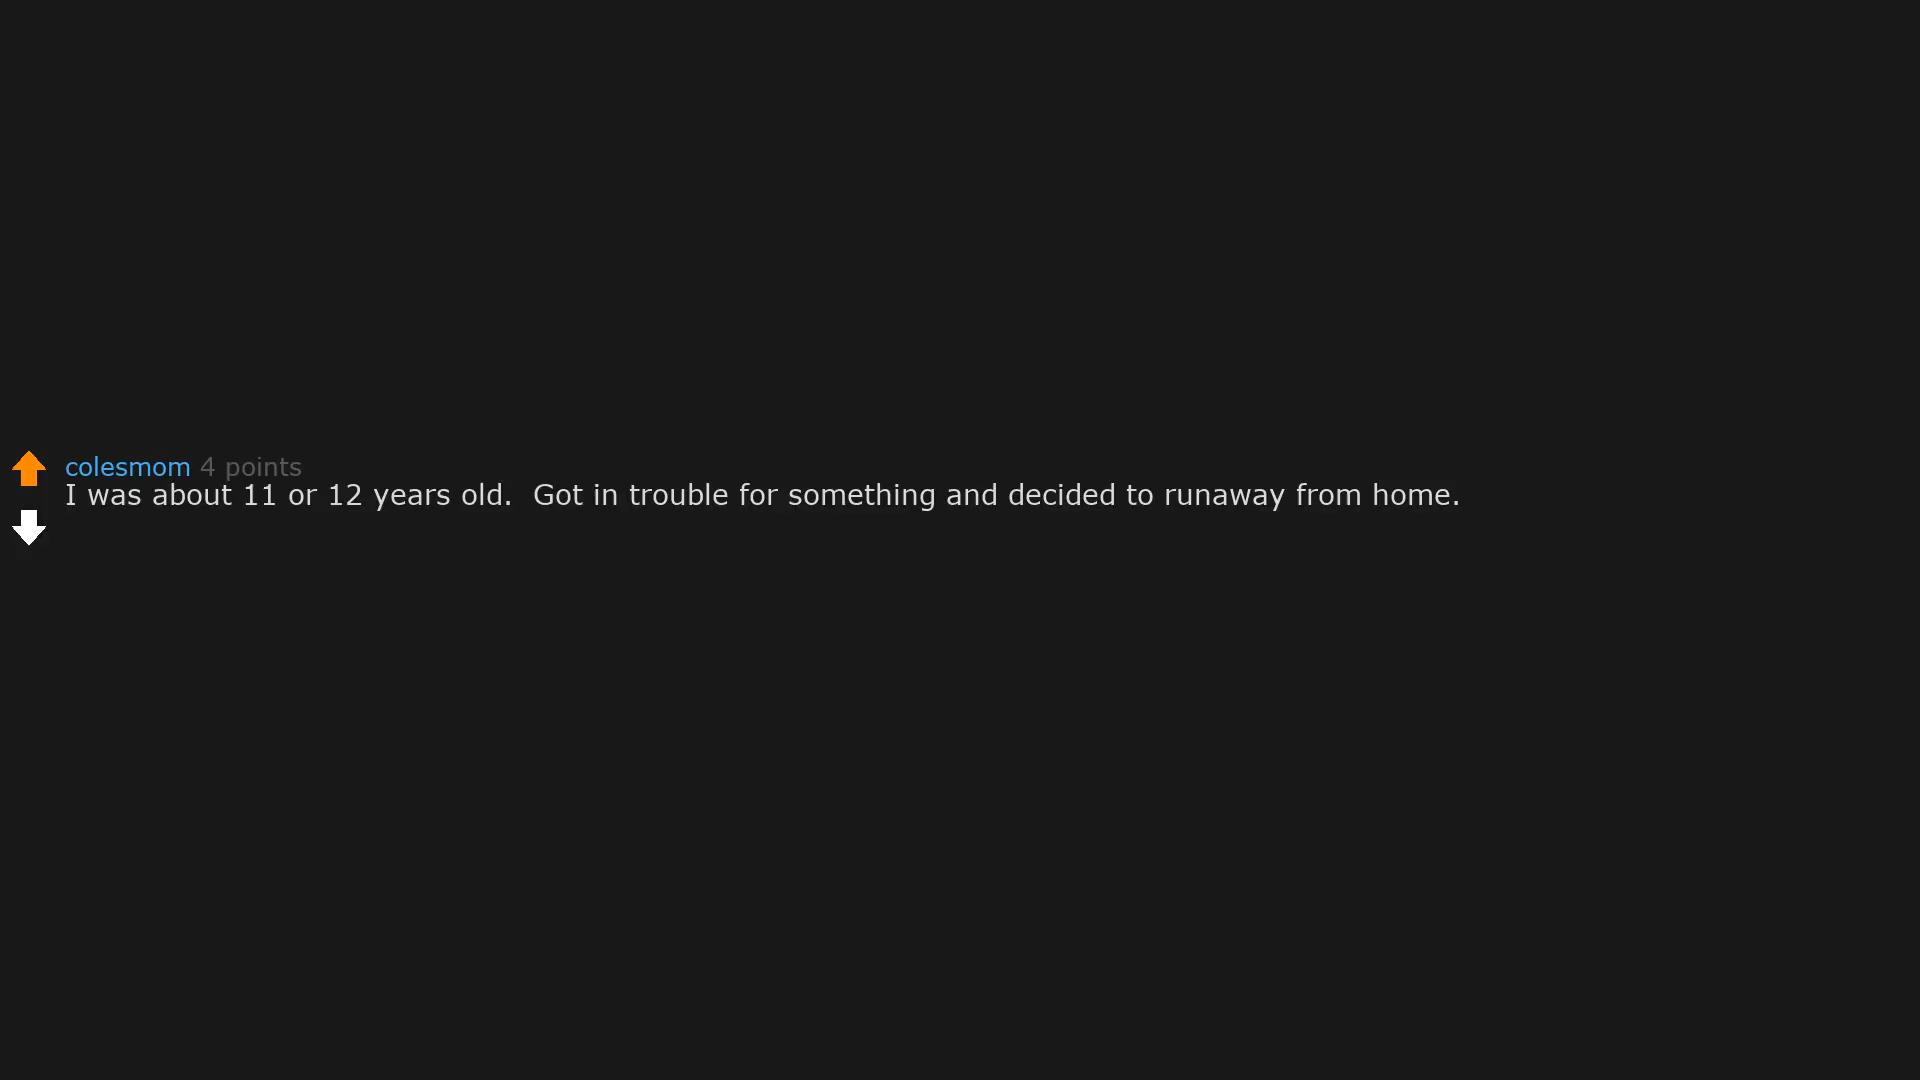 colesmom 4 points
I was about 11 or 12 years old.  Got in trouble for something and decided to runaway from home.